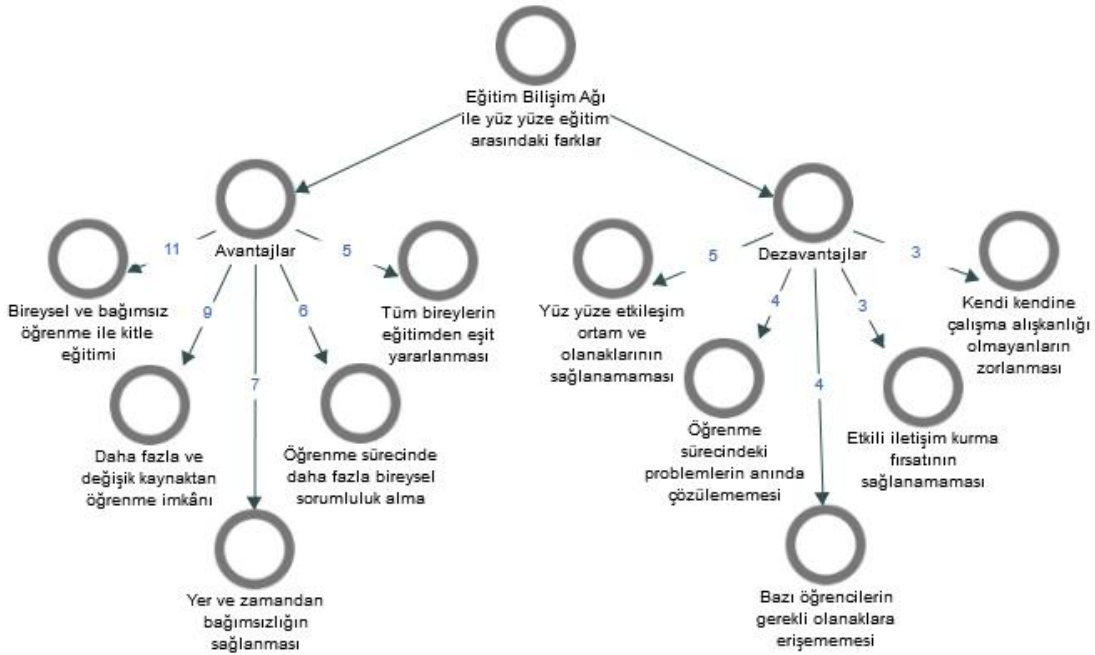 Eğitim Bilişim Ağı
ile yüz yüze eğitim
arasındaki farklar
Avantajlar
Dezavantajlar
11
Bireysel ve bağımsız
öğrenme ile kitle
eğitimi
9
Daha fazla ve
değişik kaynaktan
öğrenme imkânı
7
Yer ve zamandan
bağımsızlığın
sağlanması
6
Öğrenme sürecinde
daha fazla bireysel
sorumluluk alma
5
Tüm bireylerin
eğitimden eşit
yararlanması
5
Yüz yüze etkileşim
ortam ve
olanaklarının
sağlanamaması
4
Öğrenme
sürecindeki
problemlerin anında
çözülememesi
4
Bazı öğrencilerin
gerekli olanaklara
erişememesi
3
Etkili iletişim kurma
fırsatının
sağlanamaması
3
Kendi kendine
çalışma alışkanlığı
olmayanların
zorlanması